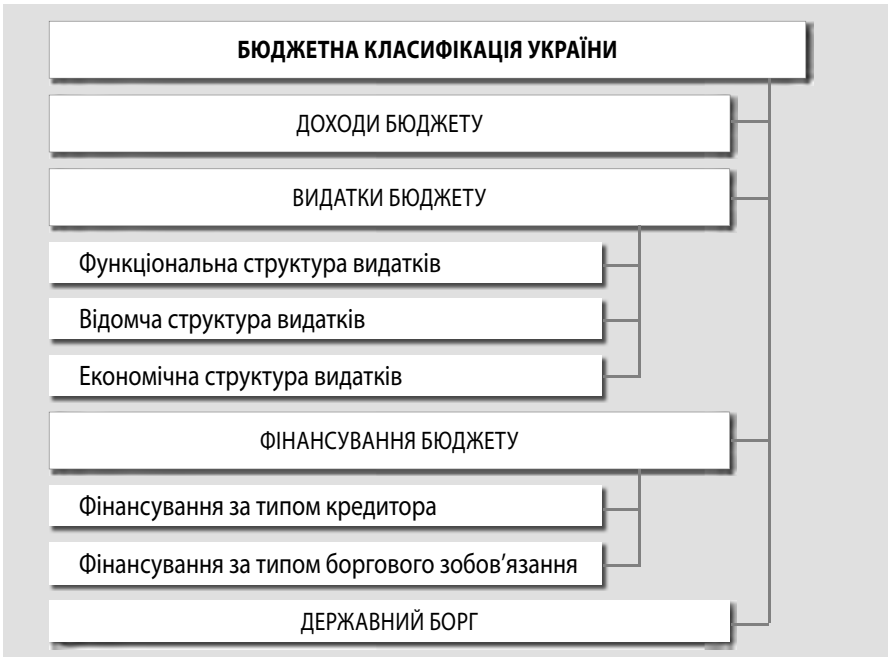 БЮДЖЕТНА КЛАСИФІКАЦІЯ УКРАЇНИ
ДОХОДИ БЮДЖЕТУ
ВИДАТКИ БЮДЖЕТУ
Функціональна структура видатків
Відомча структура видатків
Економічна структура видатків
ФІНАНСУВАННЯ БЮДЖЕТУ
Фінансування за типом кредитора
Фінансування за типом боргового зобов’язання
ДЕРЖАВНИЙ БОРГ